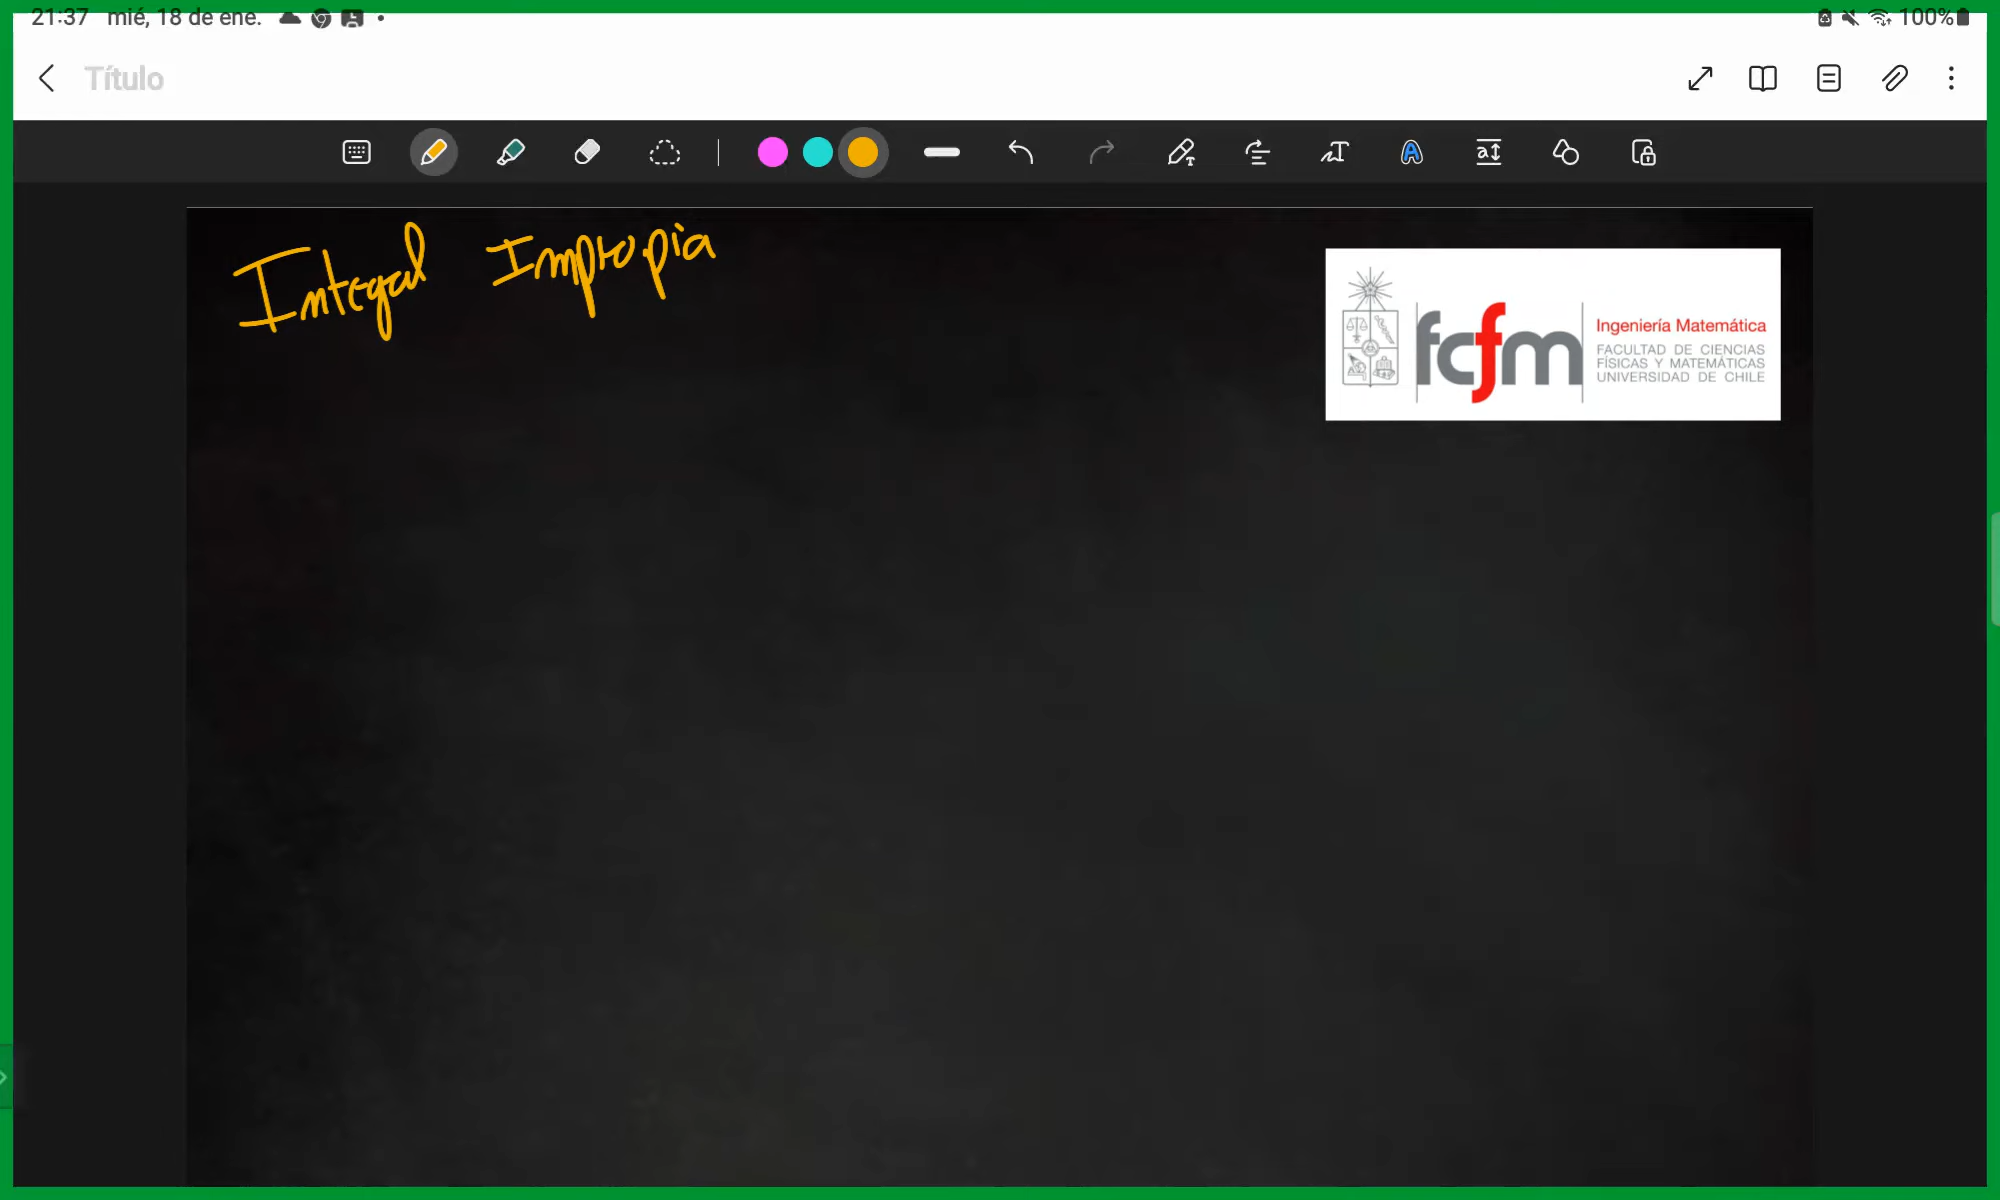 21:37 mié, 18 de ene.
100%
Título
Integral Impropia
fcfm
Ingeniería Matemática
FACULTAD DE CIENCIAS
FÍSICAS Y MATEMÁTICAS
UNIVERSIDAD DE CHILE